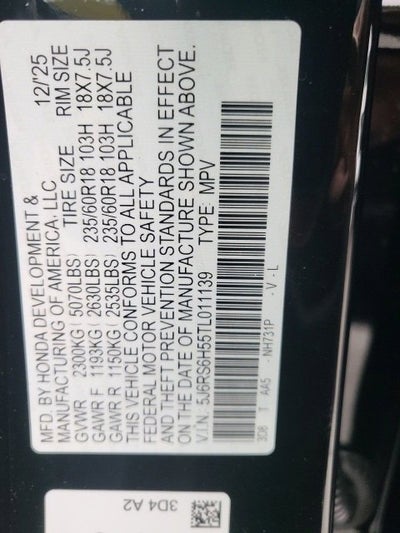 MFD. BY HONDA DEVELOPMENT & 12/'25
MANUFACTURING OF AMERICA, LLC
TIRE SIZE RIM SIZE
GVWR 2300KG ( 5070LBS)
GAWR F 1193KG ( 2630LBS) 235/60R18 103H 18X7.5J
GAWR R 1150KG ( 2535LBS) 235/60R18 103H 18X7.5J
THIS VEHICLE CONFORMS TO ALL APPLICABLE
FEDERAL MOTOR VEHICLE SAFETY
AND THEFT PREVENTION STANDARDS IN EFFECT
ON THE DATE OF MANUFACTURE SHOWN ABOVE.
V.I.N.: 5J6RS6H55TL011139 TYPE: MPV
3D8 T AA5 - NH731P - V - L
3D4 A2